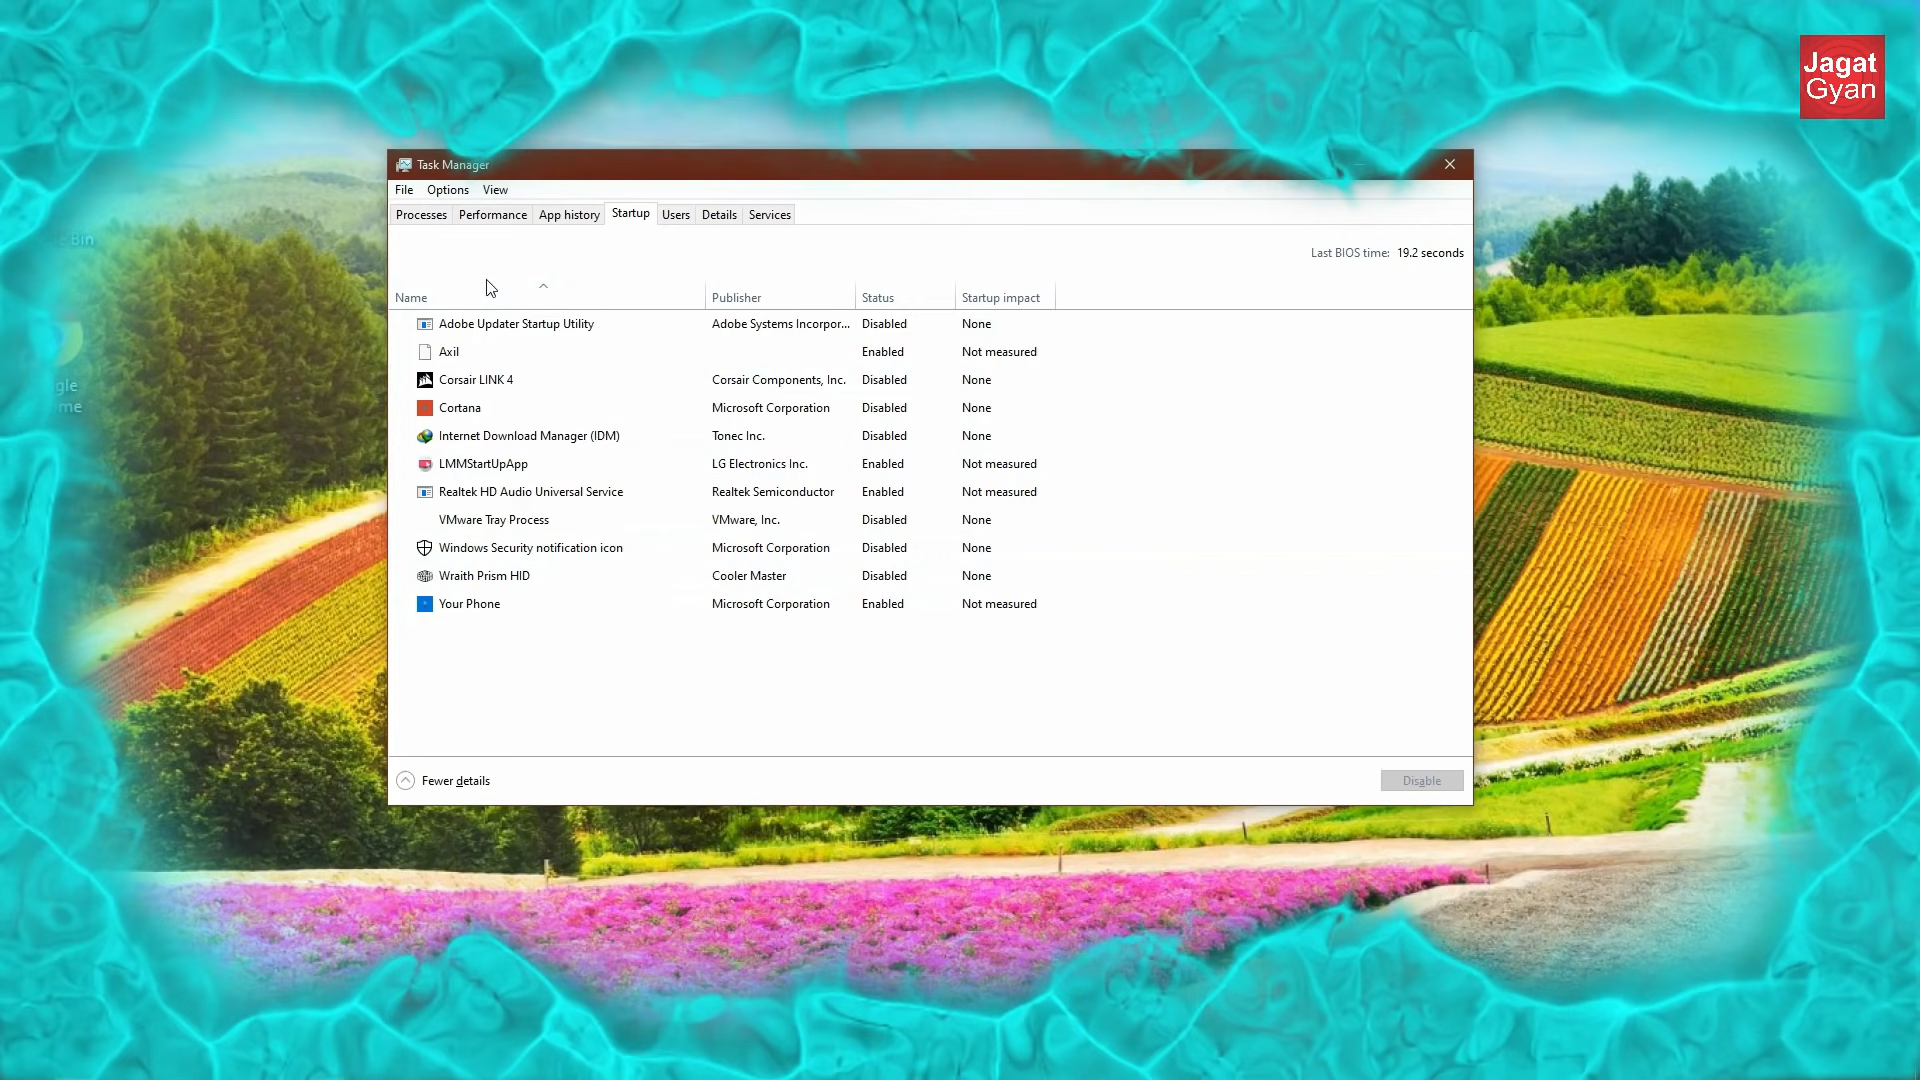 Jagat
Gyan
Task Manager
File Options View
Processes Performance App history Startup Users Details Services
Bin
Last BIOS time: 19.2 seconds
Name Publisher Status Startup impact
Adobe Updater Startup Utility Adobe Systems Incorpor... Disabled None
Axil Enabled Not measured
Corsair LINK 4 Corsair Components, Inc. Disabled None
gle
Cortana Microsoft Corporation Disabled None
me
Internet Download Manager (IDM) Tonec Inc. Disabled None
LMMStartUpApp LG Electronics Inc. Enabled Not measured
Realtek HD Audio Universal Service Realtek Semiconductor Enabled Not measured
VMware Tray Process VMware, Inc. Disabled None
Windows Security notification icon Microsoft Corporation Disabled None
Wraith Prism HID Cooler Master Disabled None
Your Phone Microsoft Corporation Enabled Not measured
Fewer details Disable